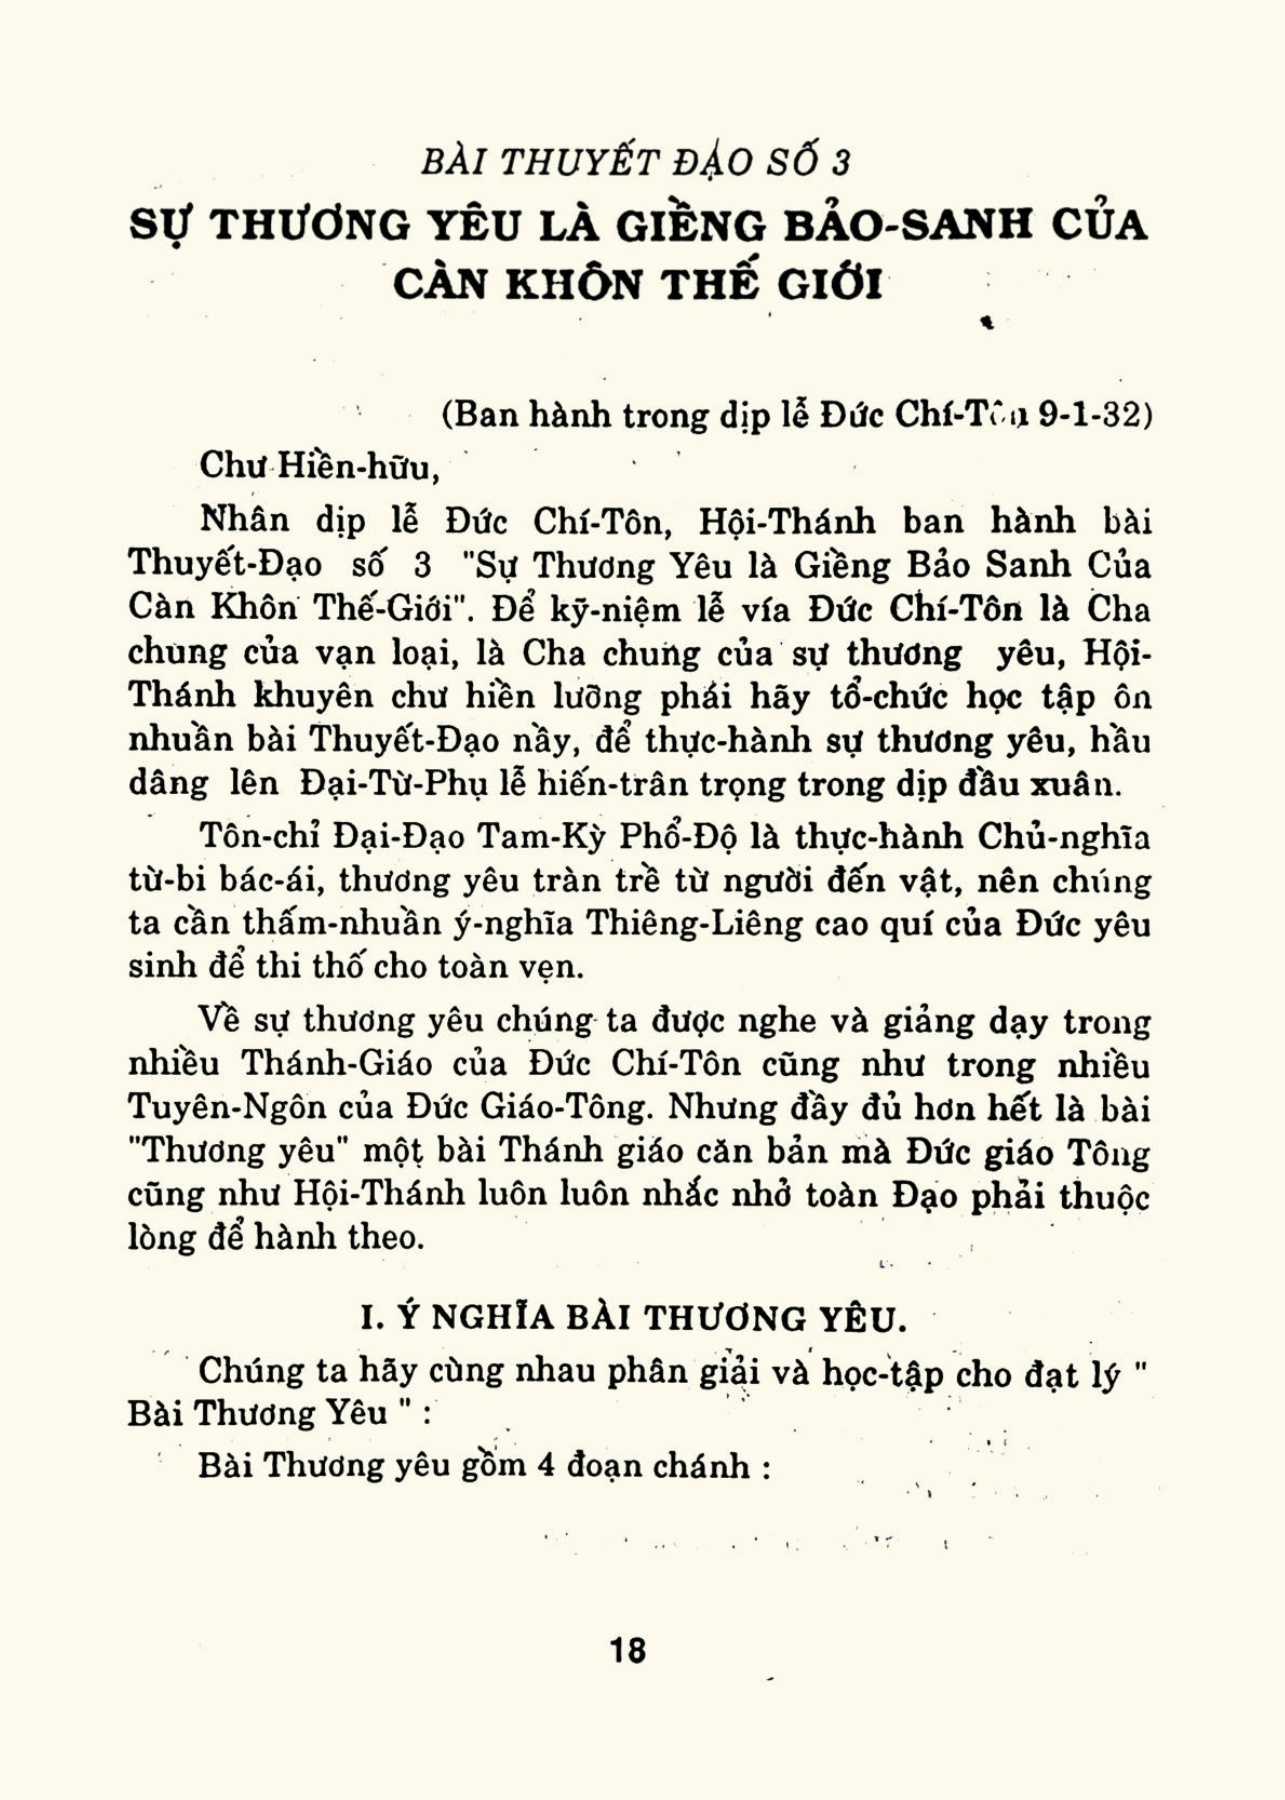 BÀI THUYẾT ĐẠO SỐ 3
SỰ THƯƠNG YÊU LÀ GIỀNG BẢO-SANH CỦA
CÀN KHÔN THẾ GIỚI
(Ban hành trong dịp lễ Đức Chí-Tôn 9-1-32)
Chư Hiền-hữu,
Nhân dịp lễ Đức Chí-Tôn, Hội-Thánh ban hành bài
Thuyết-Đạo số 3 "Sự Thương Yêu là Giềng Bảo Sanh Của
Càn Khôn Thế-Giới". Để kỹ-niệm lễ vía Đức Chí-Tôn là Cha
chung của vạn loại, là Cha chung của sự thương yêu, Hội-
Thánh khuyên chư hiền lưỡng phái hãy tổ-chức học tập ôn
nhuần bài Thuyết-Đạo nầy, để thực-hành sự thương yêu, hầu
dâng lên Đại-Từ-Phụ lễ hiến-trân trọng trong dịp đầu xuân.
Tôn-chỉ Đại-Đạo Tam-Kỳ Phổ-Độ là thực-hành Chủ-nghĩa
từ-bi bác-ái, thương yêu tràn trề từ người đến vật, nên chúng
ta cần thấm-nhuần ý-nghĩa Thiêng-Liêng cao quí của Đức yêu
sinh để thi thố cho toàn vẹn.
Về sự thương yêu chúng ta được nghe và giảng dạy trong
nhiều Thánh-Giáo của Đức Chí-Tôn cũng như trong nhiều
Tuyên-Ngôn của Đức Giáo-Tông. Nhưng đầy đủ hơn hết là bài
"Thương yêu" một bài Thánh giáo căn bản mà Đức giáo Tông
cũng như Hội-Thánh luôn luôn nhắc nhở toàn Đạo phải thuộc
lòng để hành theo.
I. Ý NGHĨA BÀI THƯƠNG YÊU.
Chúng ta hãy cùng nhau phân giải và học-tập cho đạt lý "
Bài Thương Yêu " :
Bài Thương yêu gồm 4 đoạn chánh :
18